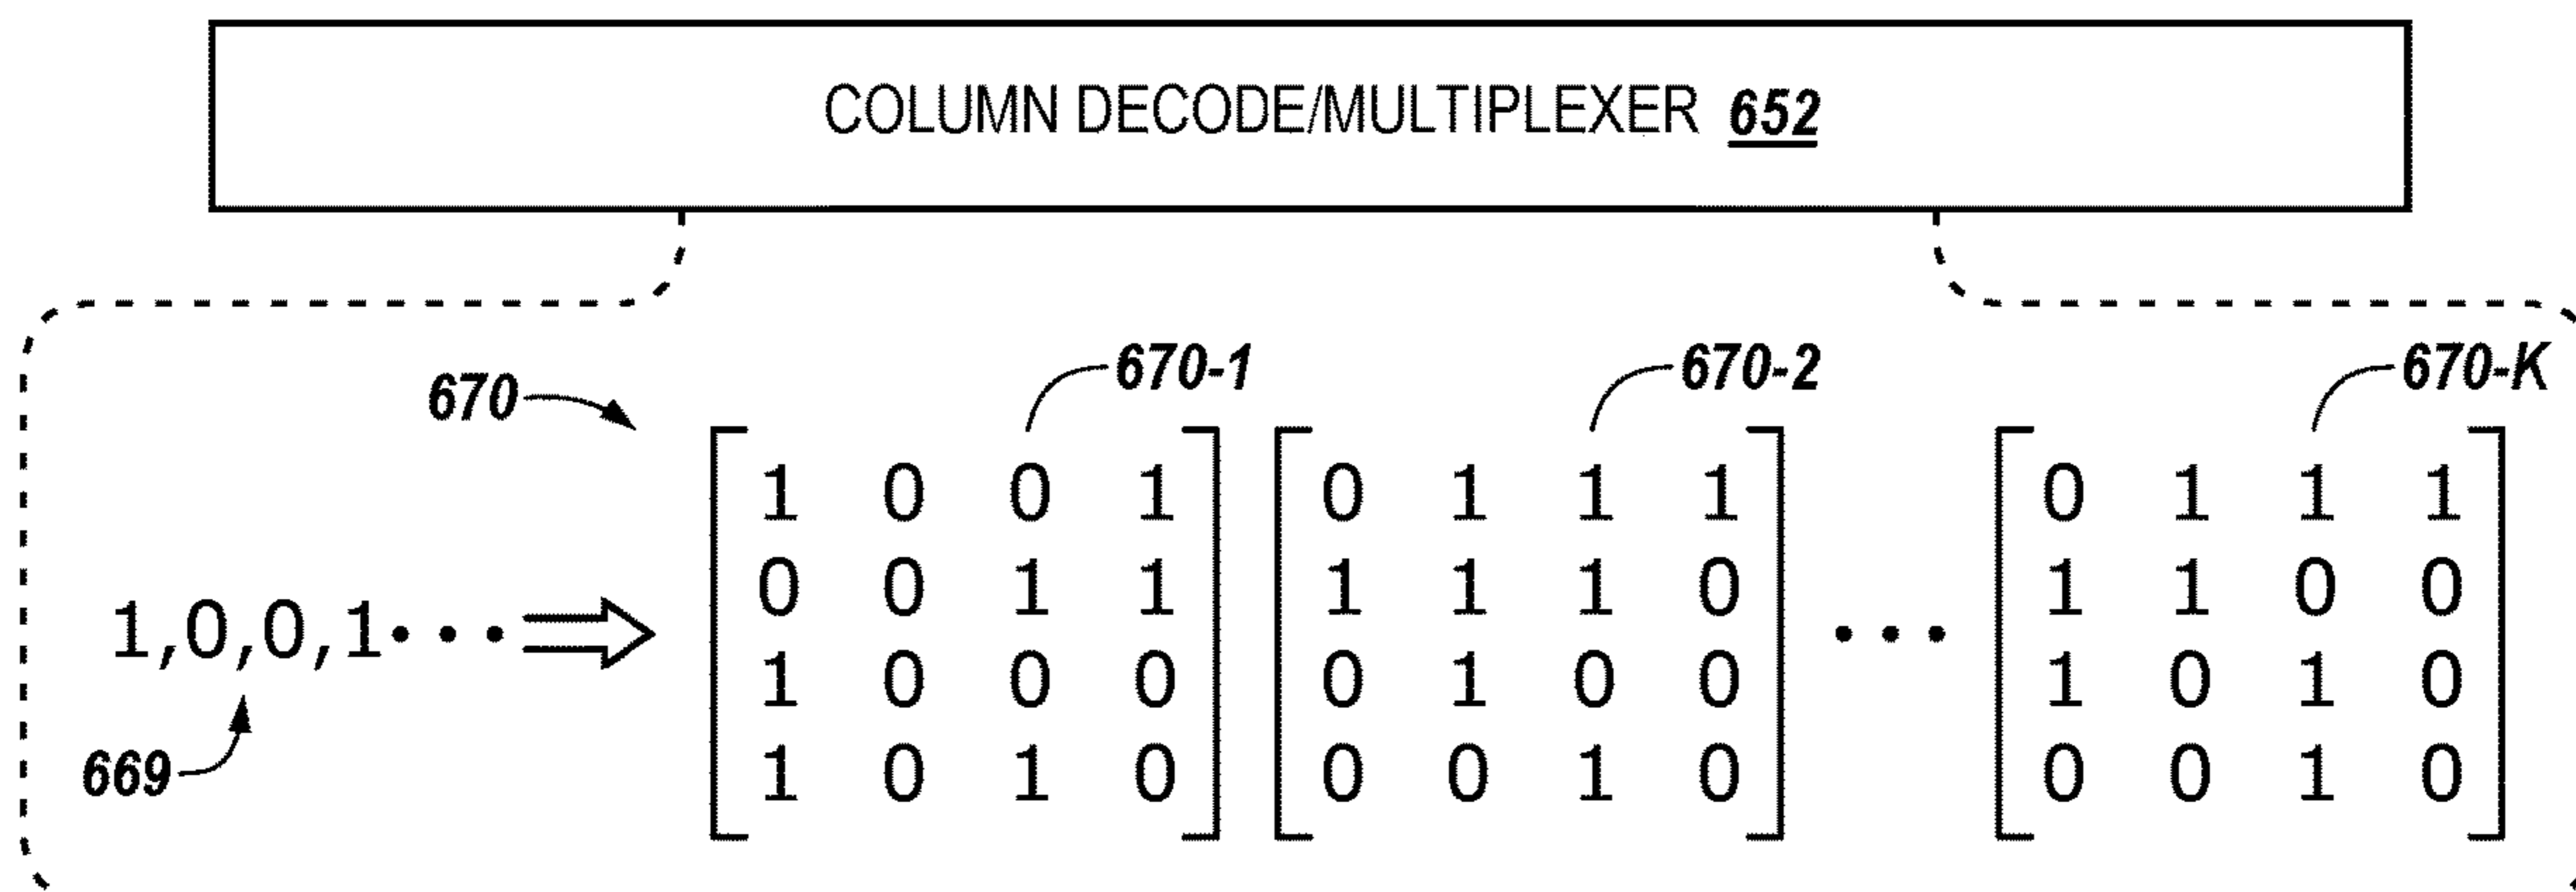 COLUMN DECODE/MULTIPLEXER 652
670 670-1 670-2 670-K
1 0 0 1 0 1 1 1 0 1 1 1
0 0 1 1 1 1 1 0 1 1 0 0
1,0,0,1... ...
1 0 0 0 0 1 0 0 1 0 1 0
669 1 0 1 0 0 0 1 0 0 0 1 0